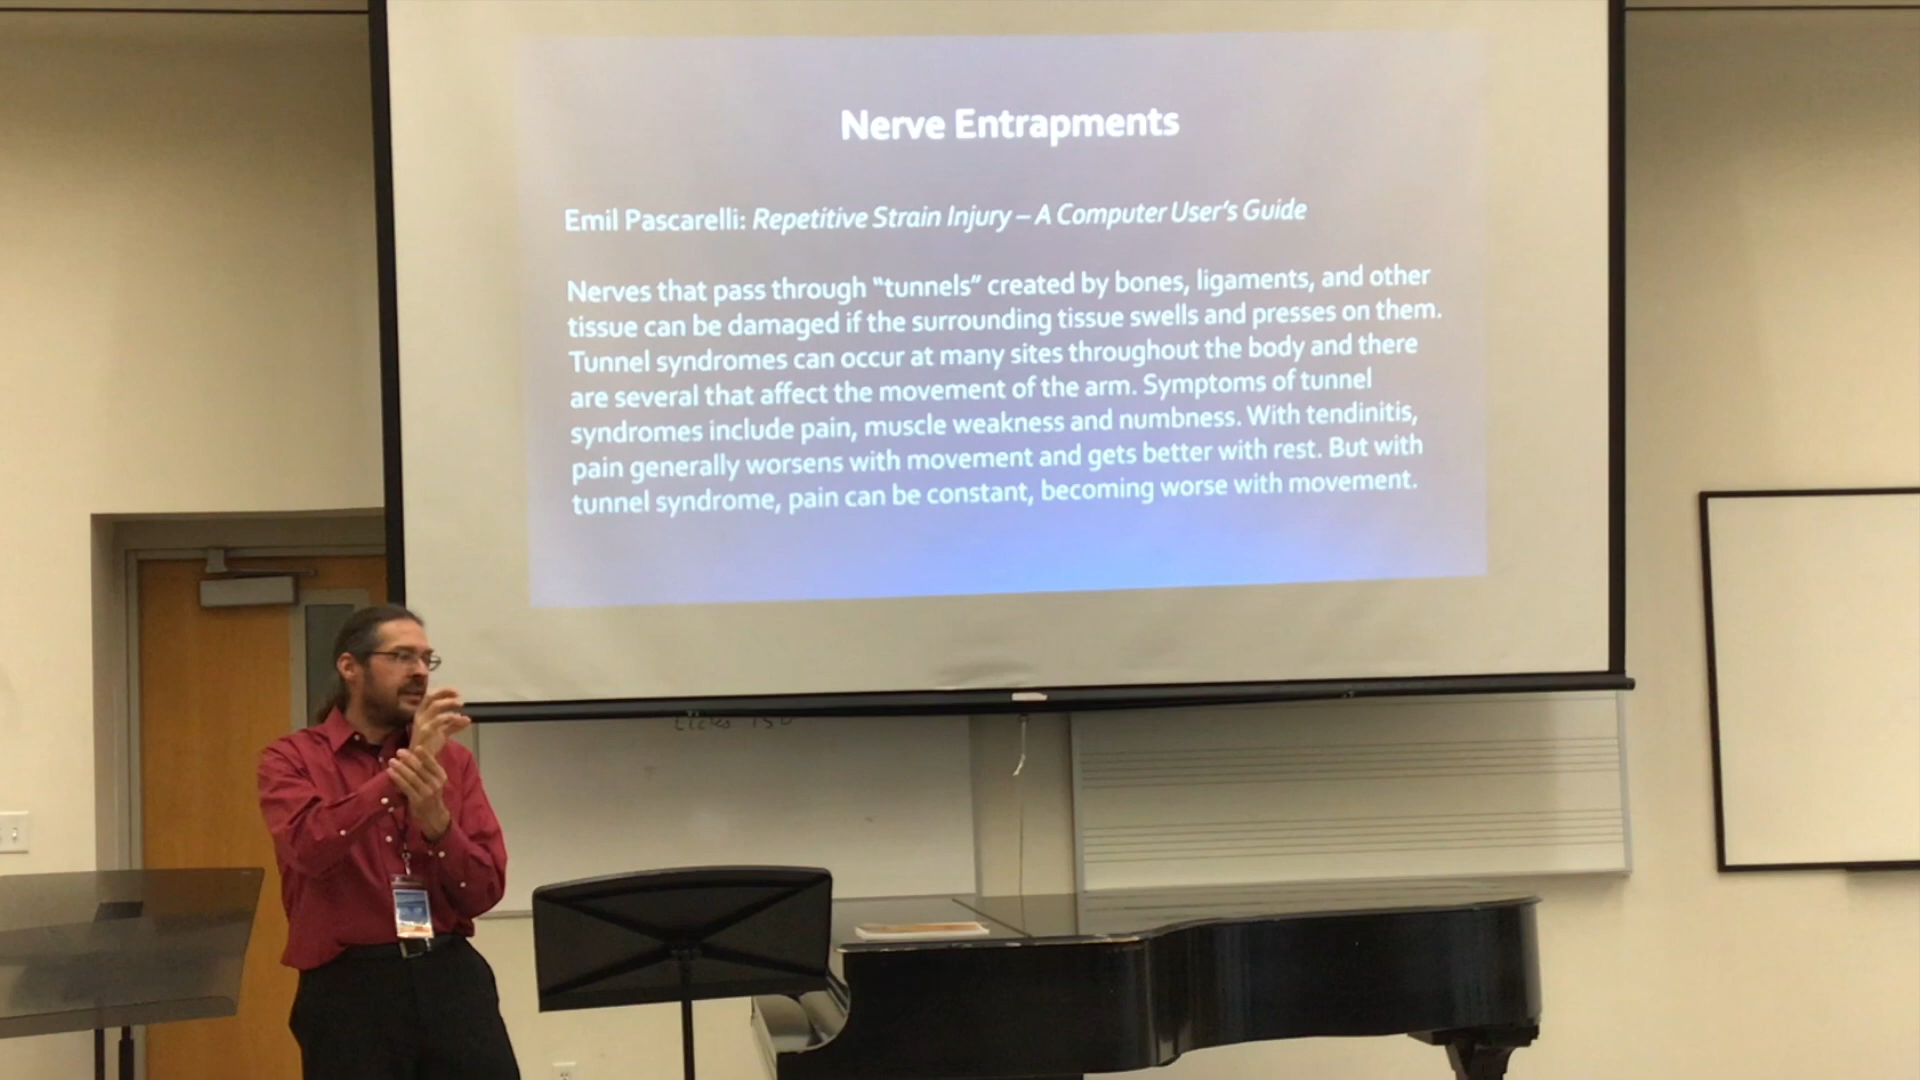 Nerve Entrapments
Emil Pascarelli: Repetitive Strain Injury – A Computer User's Guide
Nerves that pass through "tunnels" created by bones, ligaments, and other
tissue can be damaged if the surrounding tissue swells and presses on them.
Tunnel syndromes can occur at many sites throughout the body and there
are several that affect the movement of the arm. Symptoms of tunnel
syndromes include pain, muscle weakness and numbness. With tendinitis,
pain generally worsens with movement and gets better with rest. But with
tunnel syndrome, pain can be constant, becoming worse with movement.